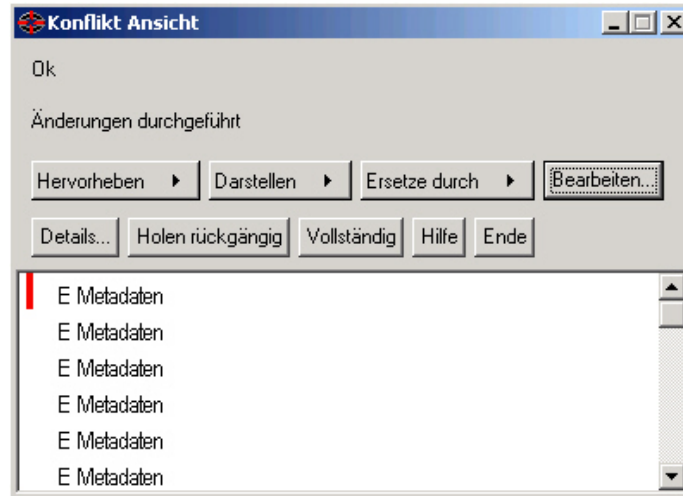 Konflikt Ansicht
Ok
Änderungen durchgeführt
Hervorheben Darstellen Ersetze durch Bearbeiten...
Details... Holen rückgängig Vollständig Hilfe Ende
E Metadaten
E Metadaten
E Metadaten
E Metadaten
E Metadaten
E Metadaten